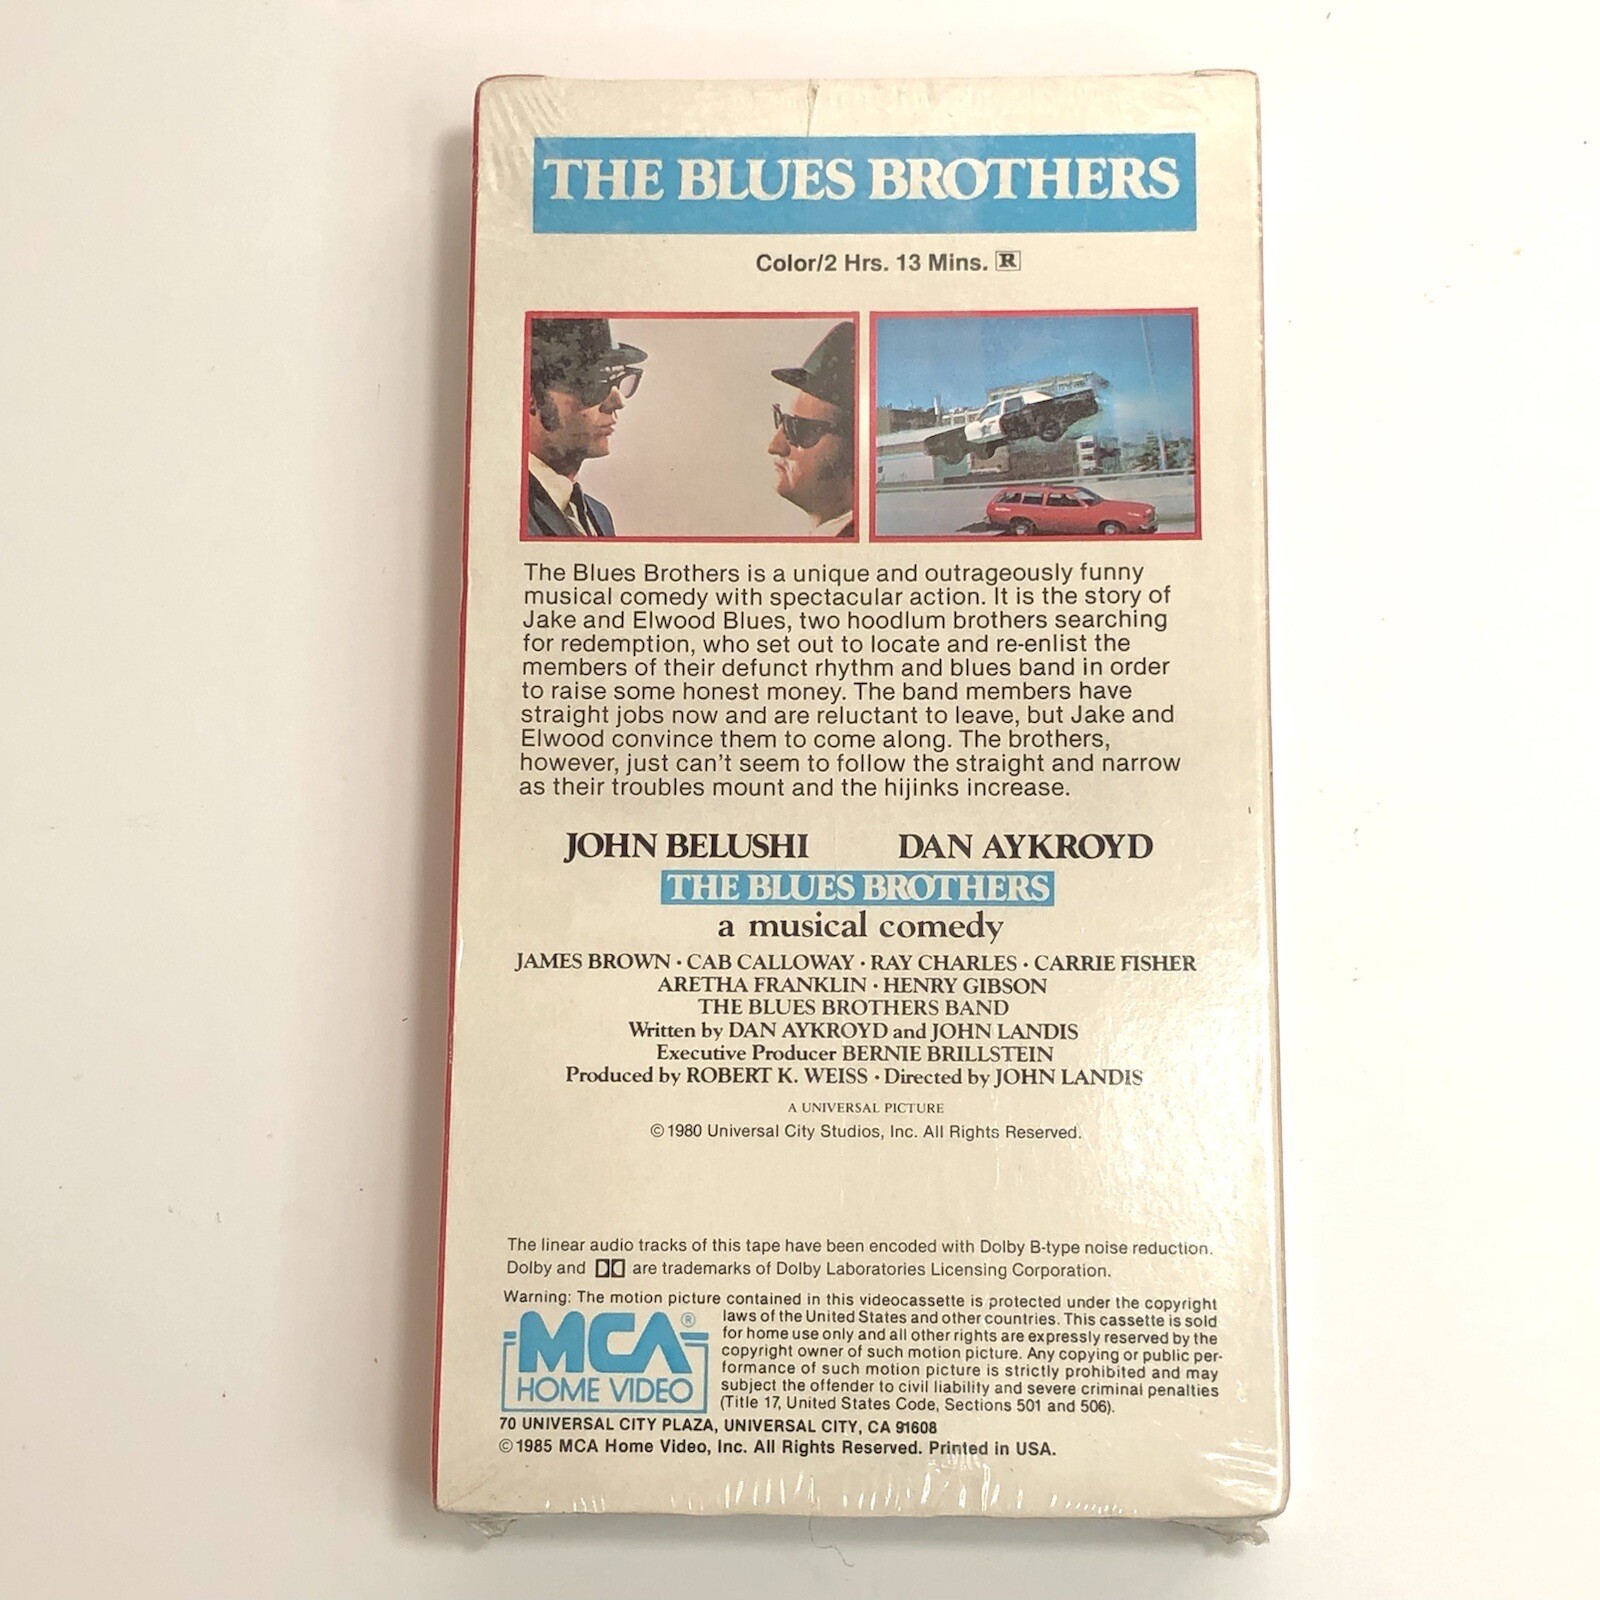 THE BLUES BROTHERS
Color/2 Hrs. 13 Mins. R
The Blues Brothers is a unique and outrageously funny
musical comedy with spectacular action. It is the story of
Jake and Elwood Blues, two hoodlum brothers searching
for redemption, who set out to locate and re-enlist the
members of their defunct rhythm and blues band in order
to raise some honest money. The band members have
straight jobs now and are reluctant to leave, but Jake and
Elwood convince them to come along. The brothers,
however, just can't seem to follow the straight and narrow
as their troubles mount and the hijinks increase.
JOHN BELUSHI DAN AYKROYD
THE BLUES BROTHERS
a musical comedy
JAMES BROWN · CAB CALLOWAY · RAY CHARLES · CARRIE FISHER
ARETHA FRANKLIN · HENRY GIBSON
THE BLUES BROTHERS BAND
Written by DAN AYKROYD and JOHN LANDIS
Executive Producer BERNIE BRILLSTEIN
Produced by ROBERT K. WEISS · Directed by JOHN LANDIS
A UNIVERSAL PICTURE
© 1980 Universal City Studios, Inc. All Rights Reserved.
The linear audio tracks of this tape have been encoded with Dolby B-type noise reduction.
Dolby and are trademarks of Dolby Laboratories Licensing Corporation.
Warning: The motion picture contained in this videocassette is protected under the copyright
laws of the United States and other countries. This cassette is sold
for home use only and all other rights are expressly reserved by the
copyright owner of such motion picture. Any copying or public per-
formance of such motion picture is strictly prohibited and may
subject the offender to civil liability and severe criminal penalties
(Title 17, United States Code, Sections 501 and 506).
MCA®
HOME VIDEO
70 UNIVERSAL CITY PLAZA, UNIVERSAL CITY, CA 91608
© 1985 MCA Home Video, Inc. All Rights Reserved. Printed in USA.